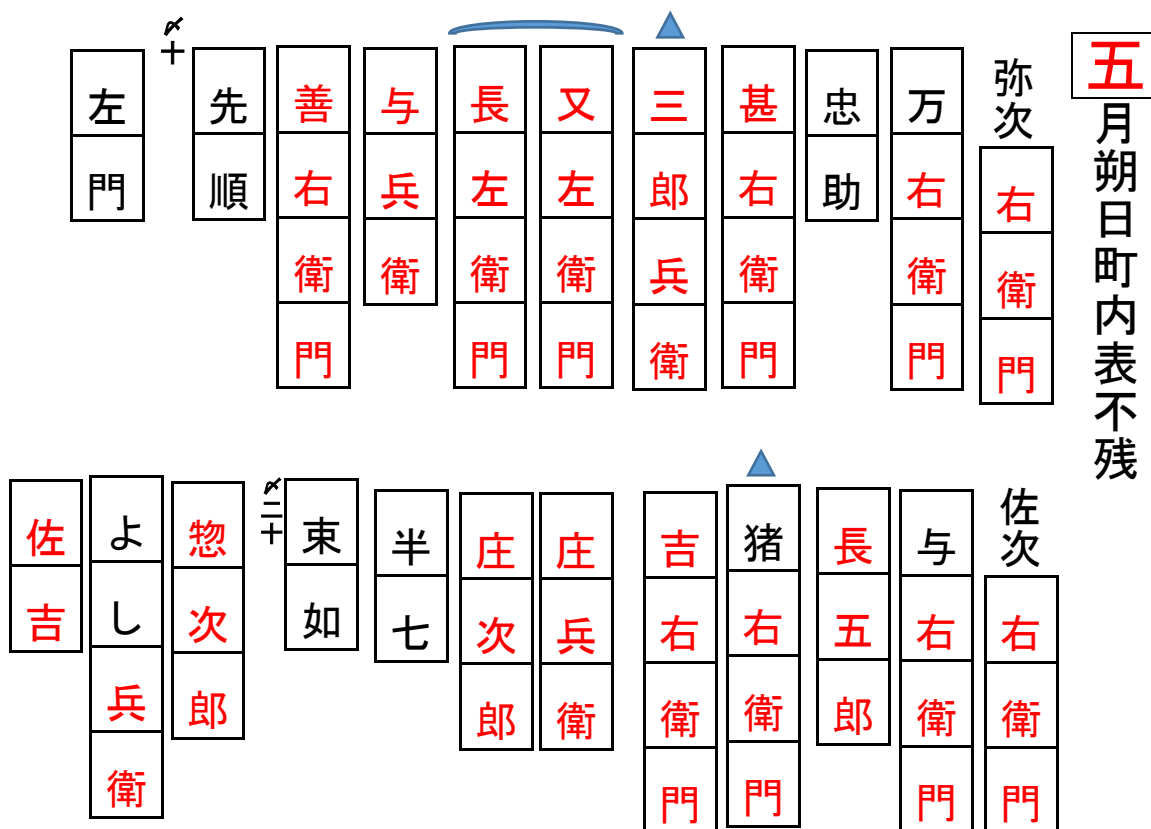 五月朔日町内表不残
弥次右衛門
万右衛門
忠助
甚右衛門
三郎兵衛
又左衛門
長左衛門
与兵衛
善右衛門
先順
〆十
左門
佐次右衛門
与右衛門
長五郎
猪右衛門
吉右衛門
庄兵衛
庄次郎
半七
東如
〆二十
惣次郎
よし兵衛
佐吉